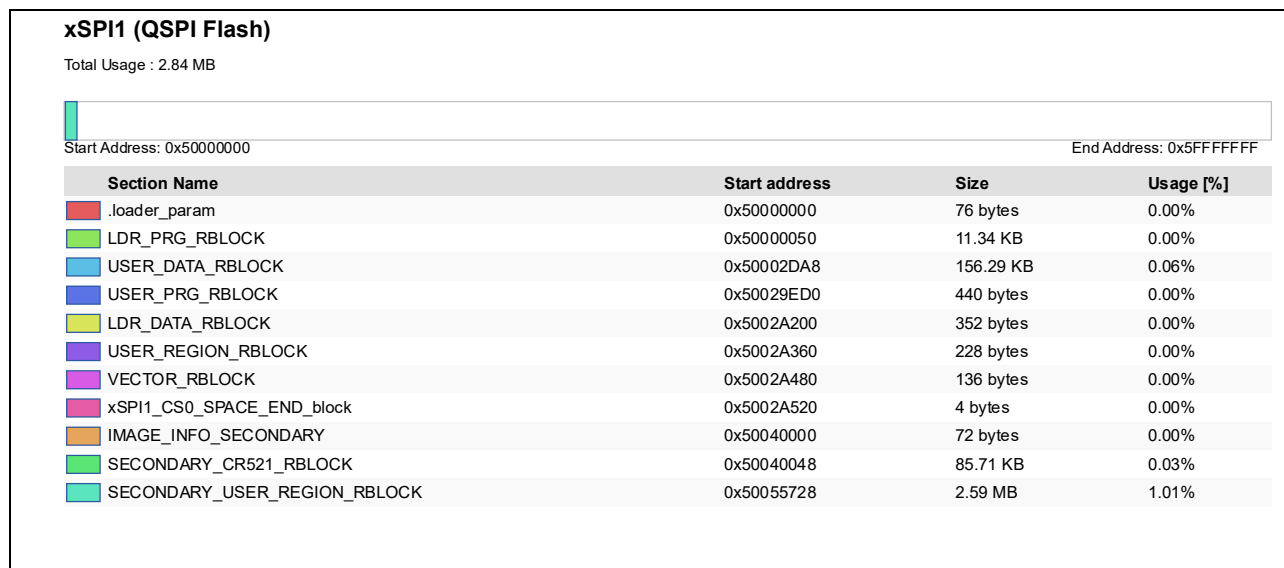 xSPI1 (QSPI Flash)
Total Usage : 2.84 MB
Start Address: 0x50000000 End Address: 0x5FFFFFFF
Section Name Start address Size Usage [%]
.loader_param 0x50000000 76 bytes 0.00%
LDR_PRG_RBLOCK 0x50000050 11.34 KB 0.00%
USER_DATA_RBLOCK 0x50002DA8 156.29 KB 0.06%
USER_PRG_RBLOCK 0x50029ED0 440 bytes 0.00%
LDR_DATA_RBLOCK 0x5002A200 352 bytes 0.00%
USER_REGION_RBLOCK 0x5002A360 228 bytes 0.00%
VECTOR_RBLOCK 0x5002A480 136 bytes 0.00%
xSPI1_CS0_SPACE_END_block 0x5002A520 4 bytes 0.00%
IMAGE_INFO_SECONDARY 0x50040000 72 bytes 0.00%
SECONDARY_CR521_RBLOCK 0x50040048 85.71 KB 0.03%
SECONDARY_USER_REGION_RBLOCK 0x50055728 2.59 MB 1.01%